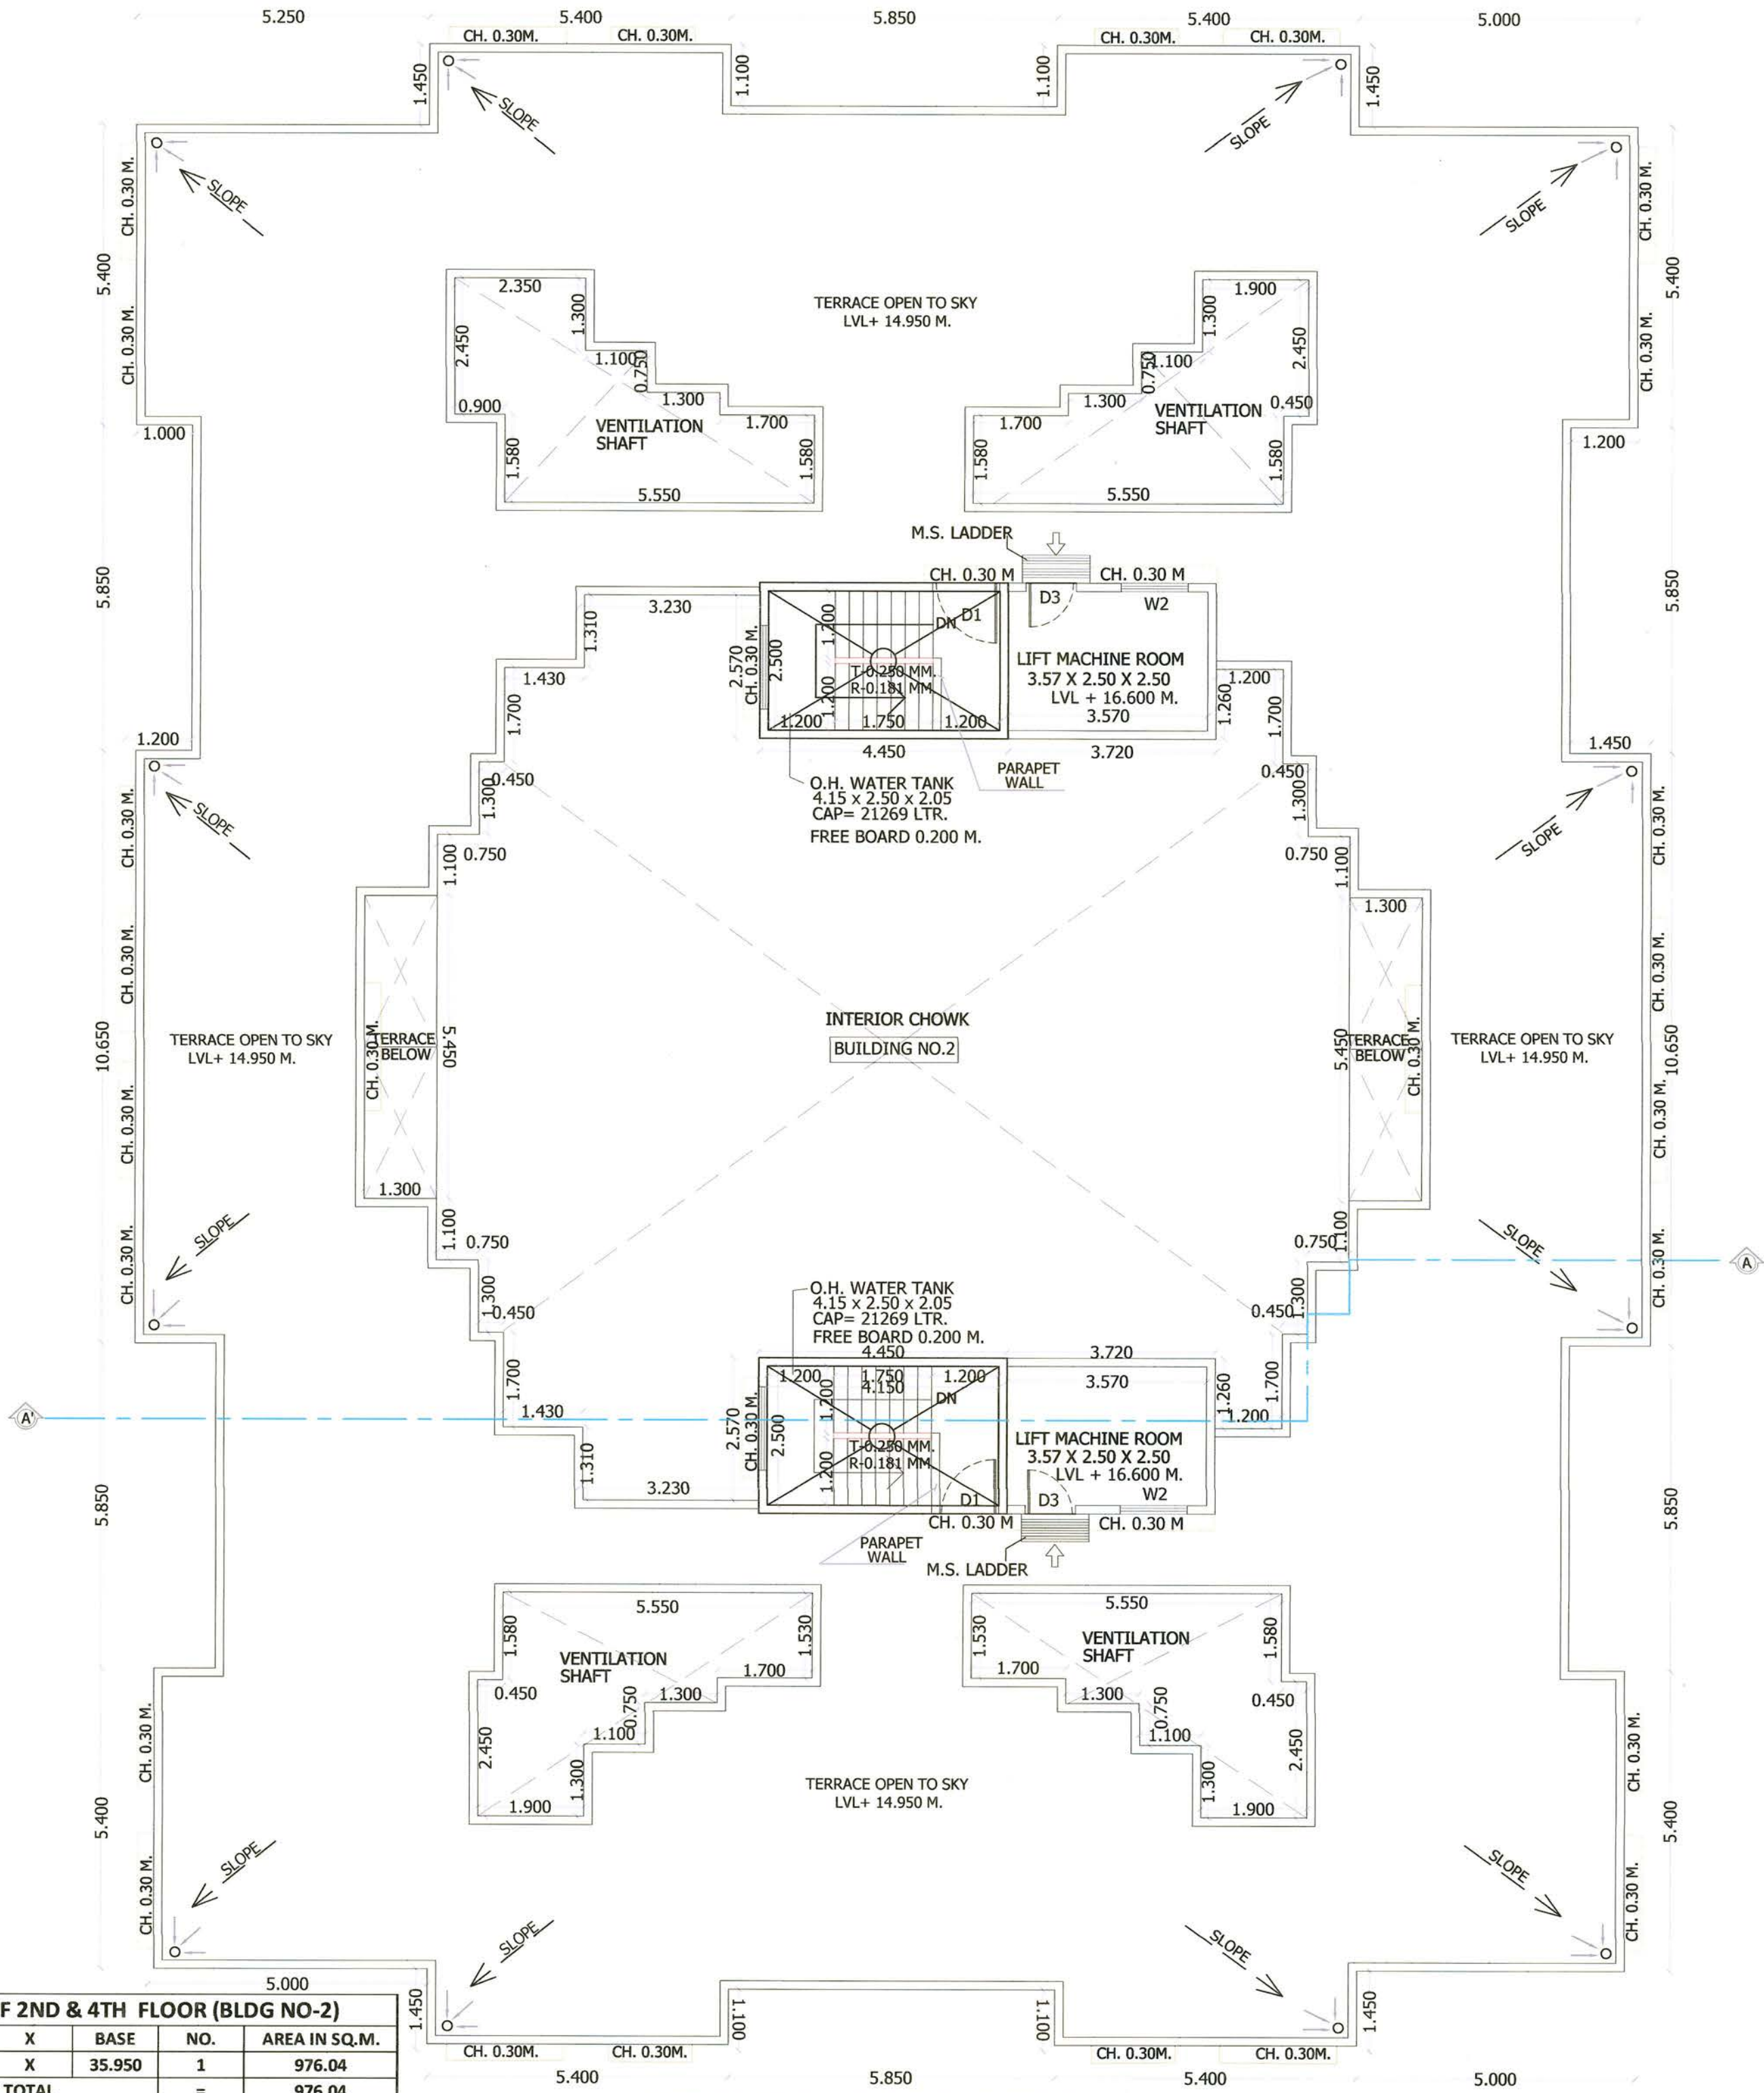 5.250 5.400 5.850 5.400 5.000
CH. 0.30M. CH. 0.30M. CH. 0.30M. CH. 0.30M.
1.450 1.100 1.100 1.450
SLOPE SLOPE
CH. 0.30 M. CH. 0.30 M.
SLOPE SLOPE
5.400 5.400
2.350 1.900
1.300 1.300
TERRACE OPEN TO SKY
LVL+ 14.950 M.
CH. 0.30 M. CH. 0.30 M.
2.450 2.450
1.100 0.750 0.750 1.100
0.900 1.300 1.300 0.450
1.700 1.700
VENTILATION
SHAFT
VENTILATION
SHAFT
1.000 1.200
1.580 1.580 1.580 1.580
5.550 5.550
M.S. LADDER
CH. 0.30 M CH. 0.30 M
5.850 5.850
3.230 D1 D3 W2
1.310 1.200 DN
2.570 CH. 0.30 M. 2.500
T-0.250 MM.
R-0.181 MM
LIFT MACHINE ROOM
3.57 X 2.50 X 2.50
LVL + 16.600 M.
1.430 1.200
1.700 1.200 1.260 1.700
1.200 1.750 1.200 3.570
4.450 3.720
1.200 1.450
PARAPET
WALL
O.H. WATER TANK
4.15 x 2.50 x 2.05
CAP= 21269 LTR.
FREE BOARD 0.200 M.
0.450 0.450
1.300 1.300
SLOPE SLOPE
CH. 0.30 M. CH. 0.30 M.
0.750 0.750
1.100 1.100
1.300
CH. 0.30 M. CH. 0.30 M.
INTERIOR CHOWK
BUILDING NO.2
10.650 10.650
TERRACE OPEN TO SKY
LVL+ 14.950 M.
CH. 0.30 M.
TERRACE
BELOW
5.450
5.450
TERRACE
BELOW
CH. 0.30 M.
TERRACE OPEN TO SKY
LVL+ 14.950 M.
CH. 0.30 M. CH. 0.30 M.
1.300
1.100 1.100
SLOPE SLOPE
0.750 0.750
CH. 0.30 M. CH. 0.30 M.
A
1.300 1.300
0.450 0.450
O.H. WATER TANK
4.15 x 2.50 x 2.05
CAP= 21269 LTR.
FREE BOARD 0.200 M.
4.450 3.720
1.200 1.750 1.200 3.570
4.150
1.700 1.200 DN 1.260 1.700
A' 1.430 1.200
2.570 CH. 0.30 M. 2.500
T-0.250 MM.
R-0.181 MM
LIFT MACHINE ROOM
3.57 X 2.50 X 2.50
LVL + 16.600 M.
1.310 1.200
3.230 D1 D3 W2
5.850 5.850
CH. 0.30 M CH. 0.30 M
PARAPET
WALL
M.S. LADDER
5.550 5.550
1.580 1.530 1.530 1.580
VENTILATION
SHAFT
VENTILATION
SHAFT
1.700 1.700
0.450 1.300 1.300 0.450
0.750 0.750
1.100 1.100
2.450 2.450
CH. 0.30 M. CH. 0.30 M.
1.300 1.300
1.900 1.900
TERRACE OPEN TO SKY
LVL+ 14.950 M.
5.400 5.400
SLOPE SLOPE
CH. 0.30 M. CH. 0.30 M.
SLOPE SLOPE
5.000
1.450 1.100 1.100 1.450
F 2ND & 4TH FLOOR (BLDG NO-2)
X BASE NO. AREA IN SQ.M.
X 35.950 1 976.04
TOTAL = 976.04
CH. 0.30M. CH. 0.30M. CH. 0.30M. CH. 0.30M.
5.400 5.850 5.400 5.000